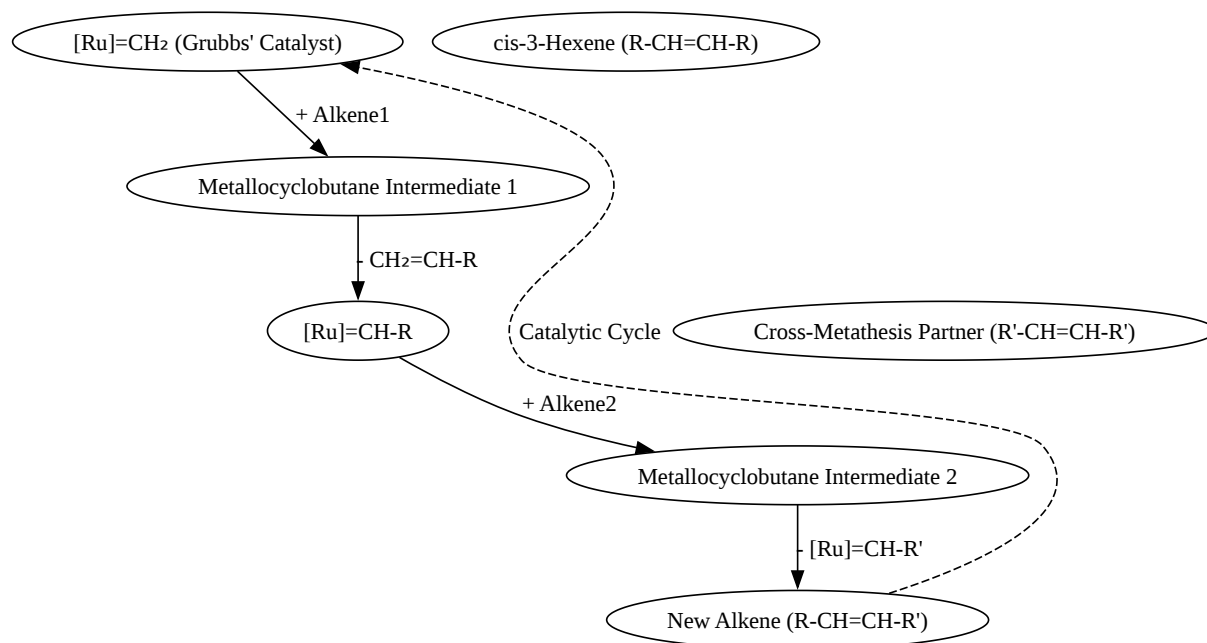 [Ru]=CH₂ (Grubbs' Catalyst)
cis-3-Hexene (R-CH=CH-R)
+ Alkene1
Metallocyclobutane Intermediate 1
- CH₂=CH-R
[Ru]=CH-R
Catalytic Cycle
Cross-Metathesis Partner (R'-CH=CH-R')
+ Alkene2
Metallocyclobutane Intermediate 2
- [Ru]=CH-R'
New Alkene (R-CH=CH-R')